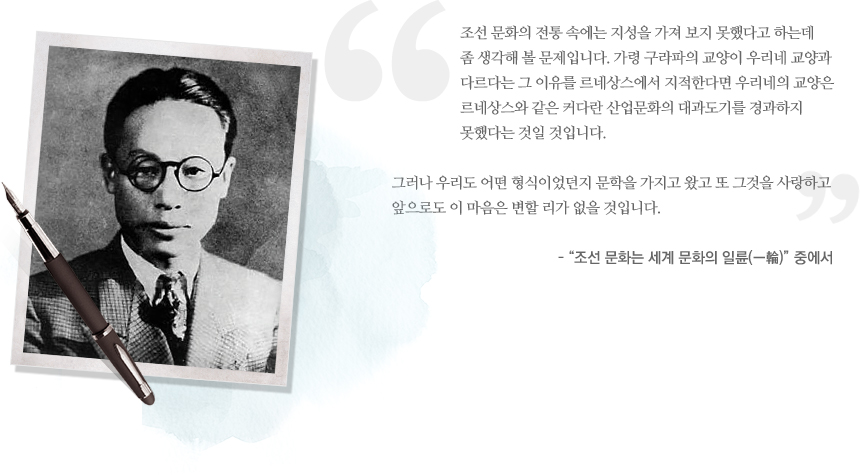 조선 문화의 전통 속에는 지성을 가져 보지 못했다고 하는데
좀 생각해 볼 문제입니다. 가령 구라파의 교양이 우리네 교양과
다르다는 그 이유를 르네상스에서 지적한다면 우리네의 교양은
르네상스와 같은 커다란 산업문화의 대과도기를 경과하지
못했다는 것일 것입니다.
그러나 우리도 어떤 형식이었던지 문학을 가지고 왔고 또 그것을 사랑하고
앞으로도 이 마음은 변할 리가 없을 것입니다.
- “조선 문화는 세계 문화의 일륜(一輪)” 중에서